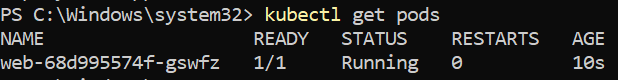 PS C:\Windows\system32> kubectl get pods
NAME READY STATUS RESTARTS AGE
web-68d995574f-gswfz 1/1 Running 0 10s